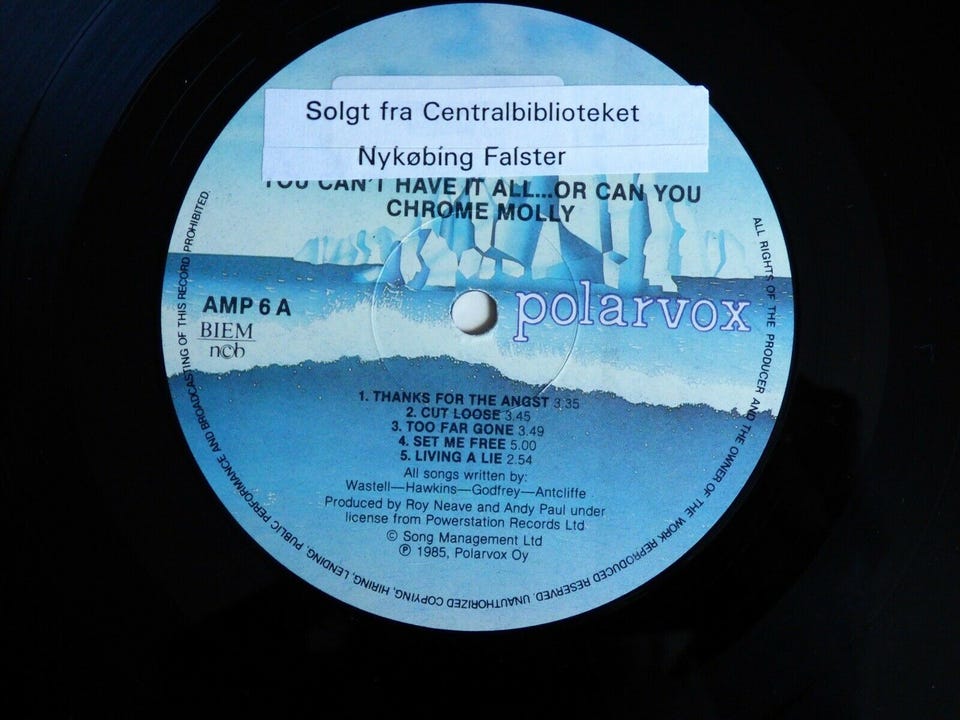 Solgt fra Centralbiblioteket
Nykøbing Falster
YOU CAN'T HAVE IT ALL...OR CAN YOU
CHROME MOLLY
AMP 6 A
BIEM
n©b
polarvox
1. THANKS FOR THE ANGST 3.35
2. CUT LOOSE 3.45
3. TOO FAR GONE 3.49
4. SET ME FREE 5.00
5. LIVING A LIE 2.54
All songs written by:
Wastell—Hawkins—Godfrey—Antcliffe
Produced by Roy Neave and Andy Paul under
license from Powerstation Records Ltd
© Song Management Ltd
℗ 1985, Polarvox Oy
ALL RIGHTS OF THE PRODUCER AND THE OWNER OF THE WORK REPRODUCED RESERVED. UNAUTHORIZED COPYING, HIRING, LENDING, PUBLIC PERFORMANCE AND BROADCASTING OF THIS RECORD PROHIBITED.